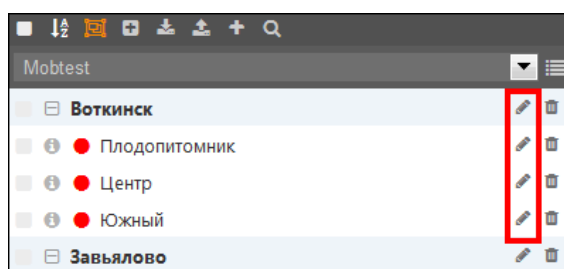 Mobtest
Воткинск
Плодопитомник
Центр
Южный
Завьялово